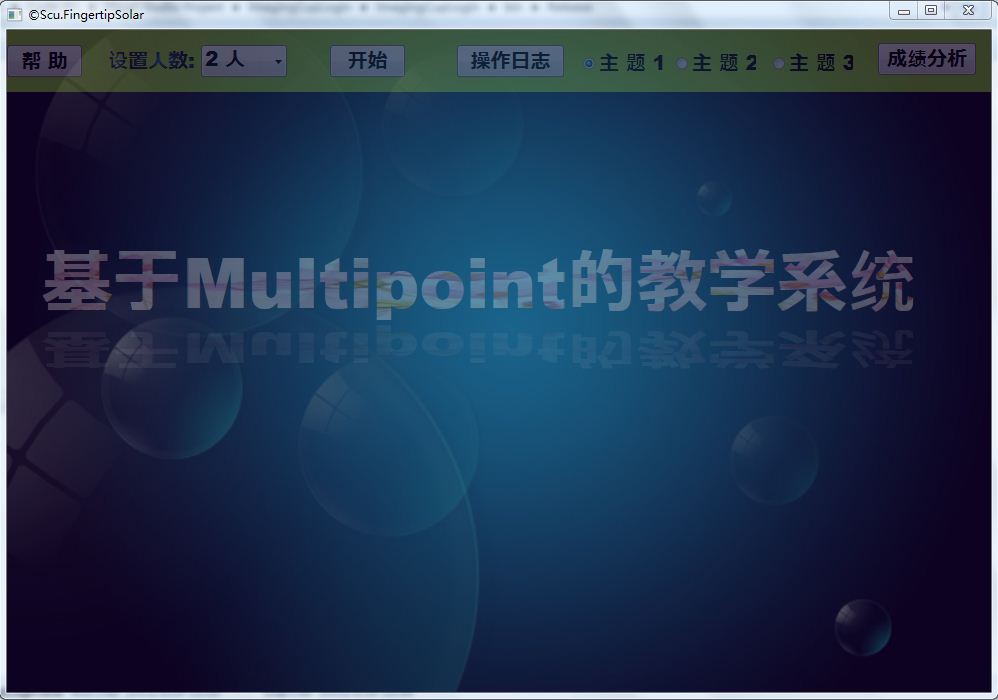 ©Scu.FingertipSolar
帮 助 设置人数: 2 人 开始 操作日志 主 题 1 主 题 2 主 题 3 成绩分析
基于Multipoint的教学系统